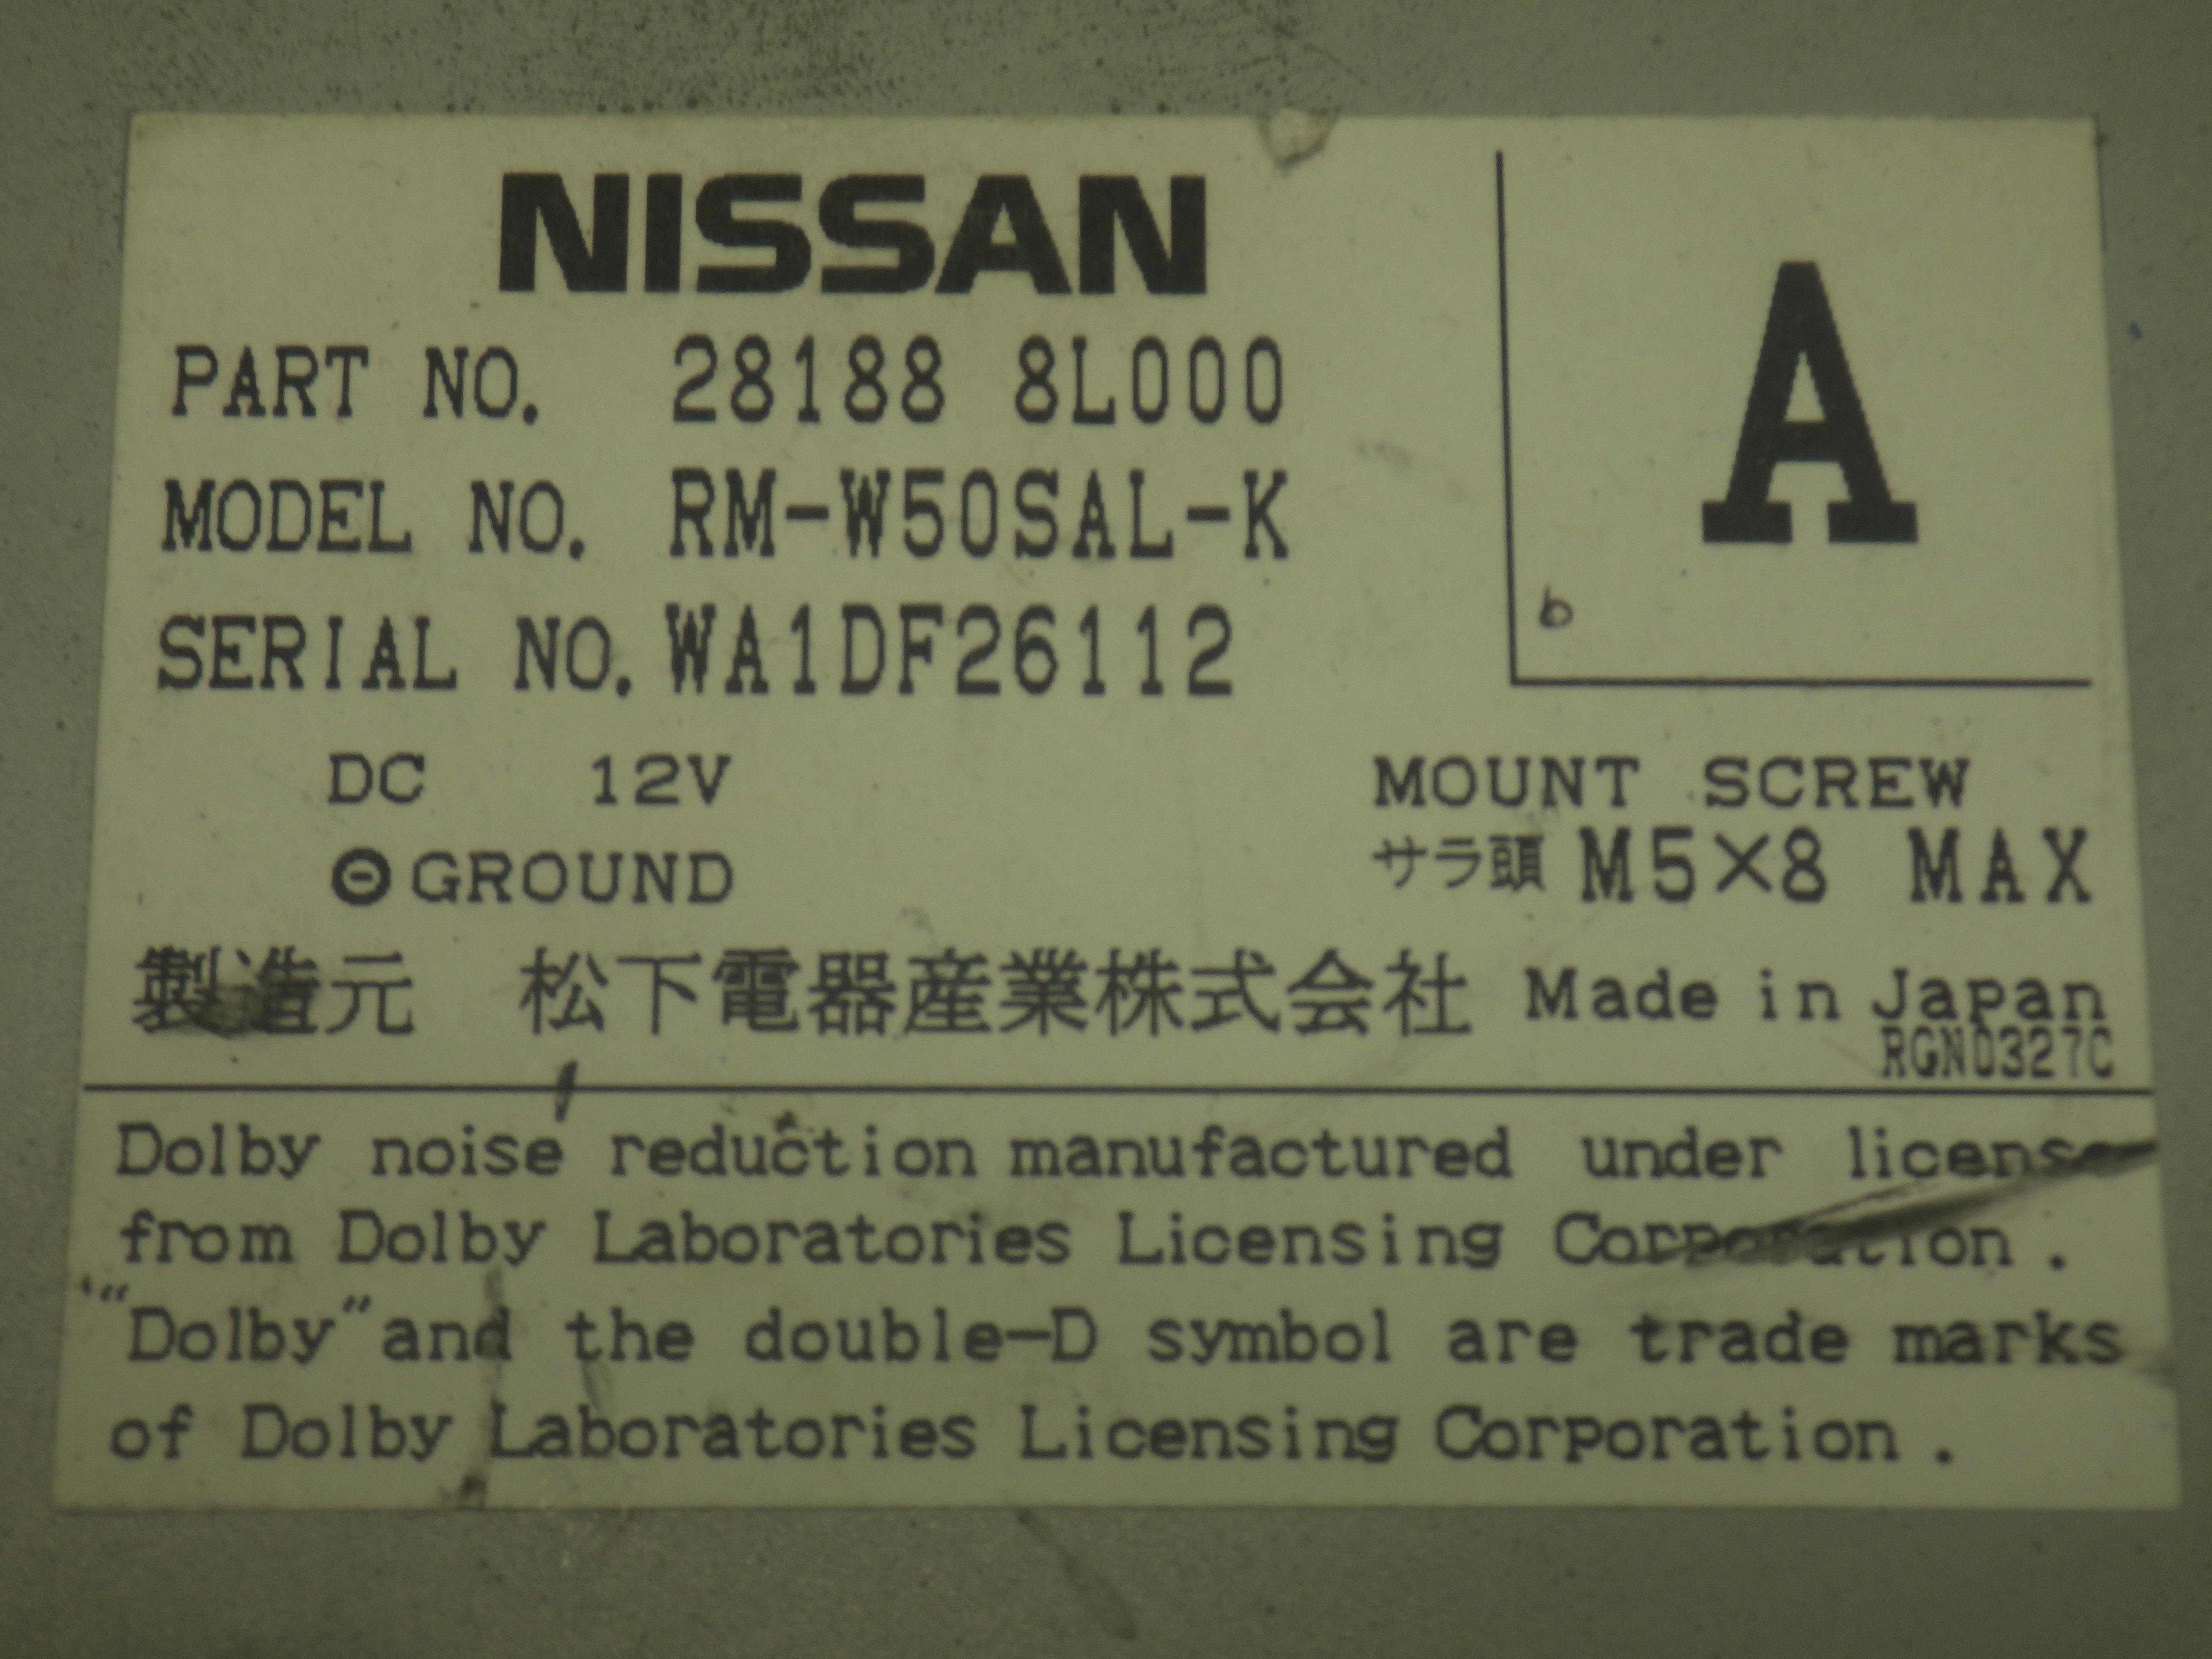 NISSAN
A
PART NO. 28188 8L000
MODEL NO. RM-W50SAL-K
SERIAL NO. WA1DF26112
b
DC 12V
⊖GROUND
MOUNT SCREW
サラ頭 M5×8 MAX
製造元 松下電器産業株式会社 Made in Japan
RGN0327C
Dolby noise reduction manufactured under license
from Dolby Laboratories Licensing Corporation.
“Dolby” and the double-D symbol are trade marks
of Dolby Laboratories Licensing Corporation.